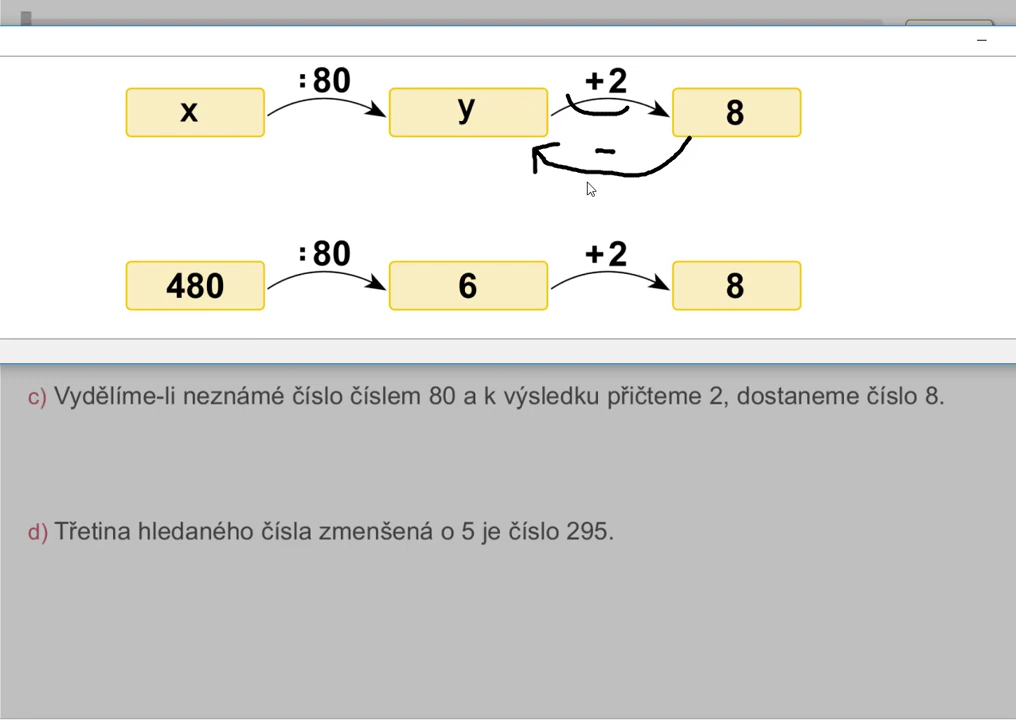 :80 +2
x y 8
-
:80 +2
480 6 8
c) Vydělíme-li neznámé číslo číslem 80 a k výsledku přičteme 2, dostaneme číslo 8.
d) Třetina hledaného čísla zmenšená o 5 je číslo 295.